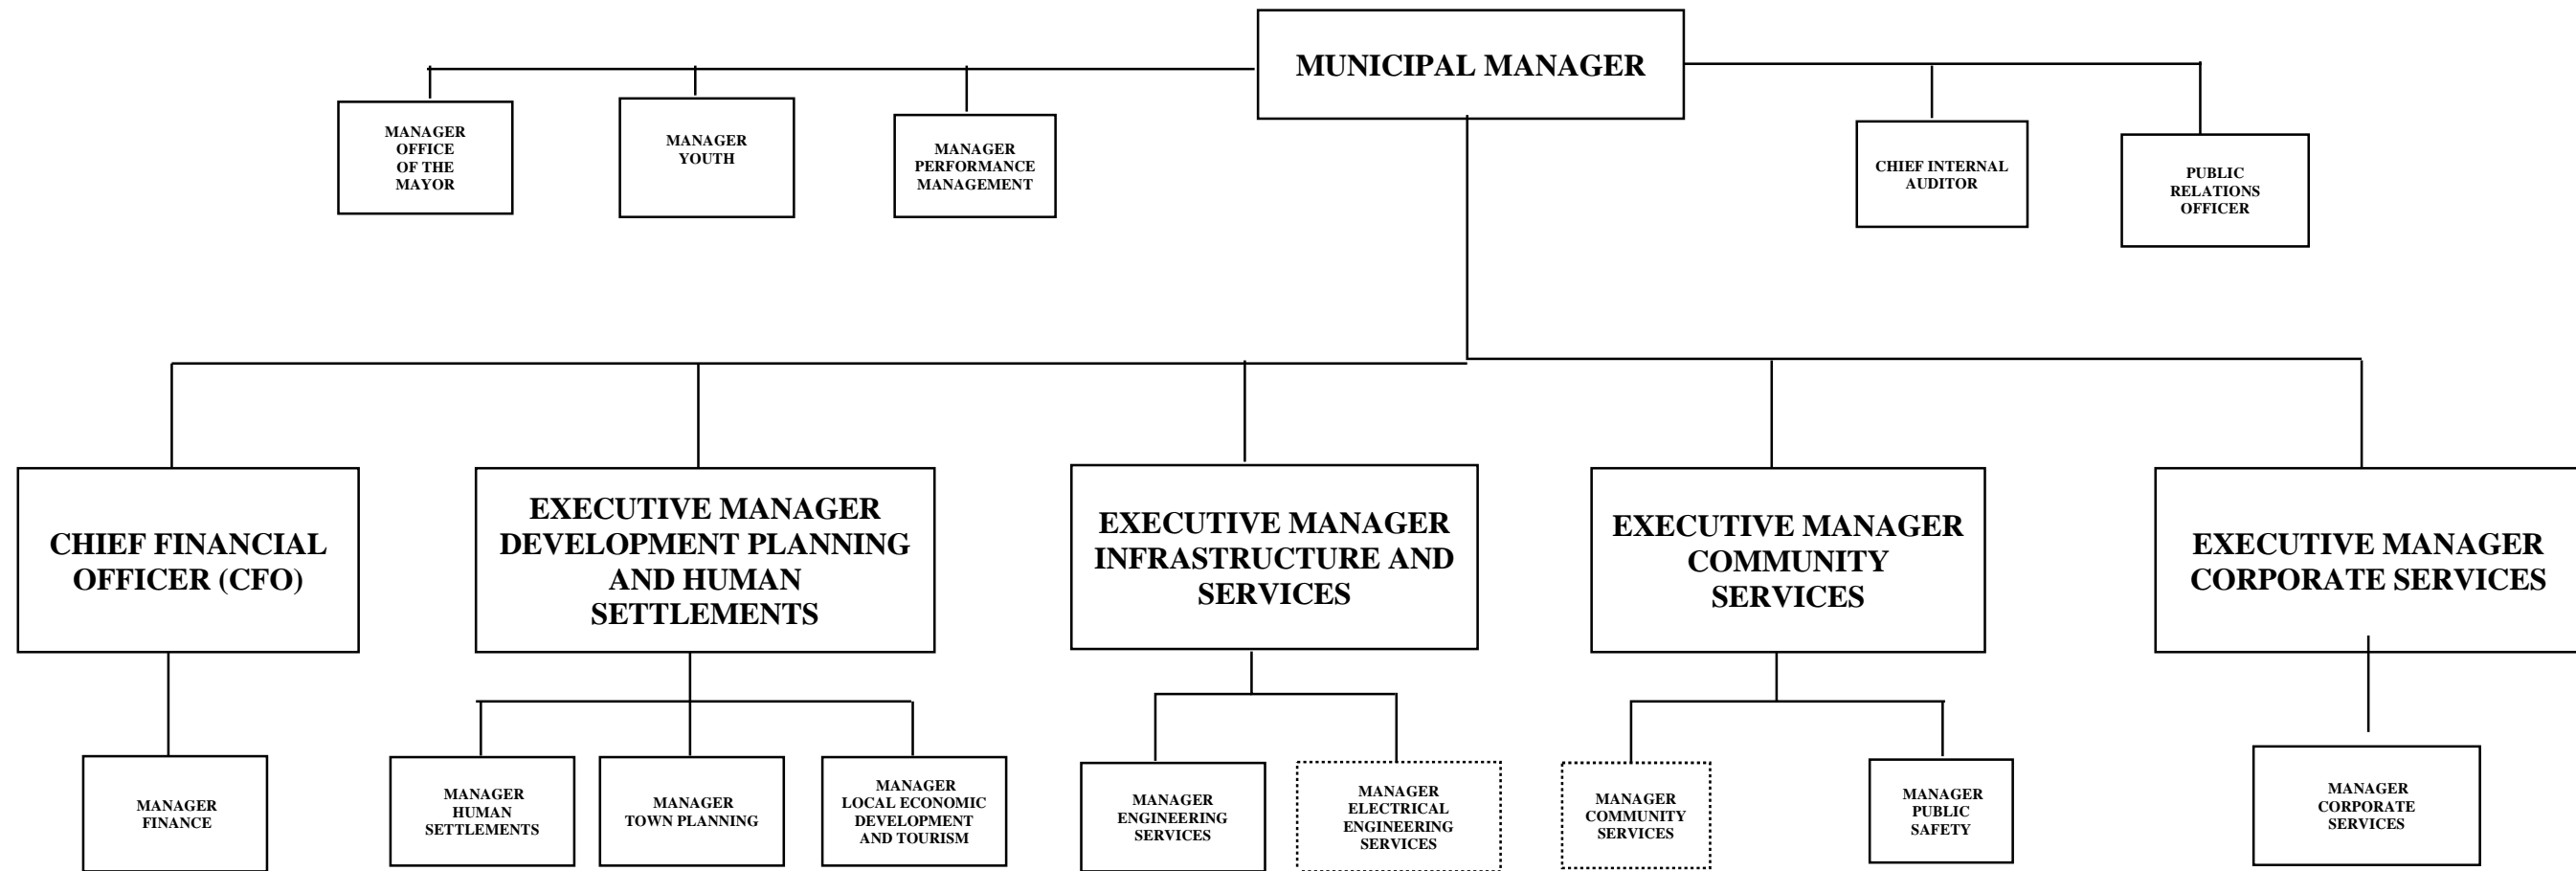 MUNICIPAL MANAGER
MANAGER
OFFICE
OF THE
MAYOR
MANAGER
YOUTH
MANAGER
PERFORMANCE
MANAGEMENT
CHIEF INTERNAL
AUDITOR
PUBLIC
RELATIONS
OFFICER
CHIEF FINANCIAL
OFFICER (CFO)
EXECUTIVE MANAGER
DEVELOPMENT PLANNING
AND HUMAN
SETTLEMENTS
EXECUTIVE MANAGER
INFRASTRUCTURE AND
SERVICES
EXECUTIVE MANAGER
COMMUNITY
SERVICES
EXECUTIVE MANAGER
CORPORATE SERVICES
MANAGER
FINANCE
MANAGER
HUMAN
SETTLEMENTS
MANAGER
TOWN PLANNING
MANAGER
LOCAL ECONOMIC
DEVELOPMENT
AND TOURISM
MANAGER
ENGINEERING
SERVICES
MANAGER
ELECTRICAL
ENGINEERING
SERVICES
MANAGER
COMMUNITY
SERVICES
MANAGER
PUBLIC
SAFETY
MANAGER
CORPORATE
SERVICES